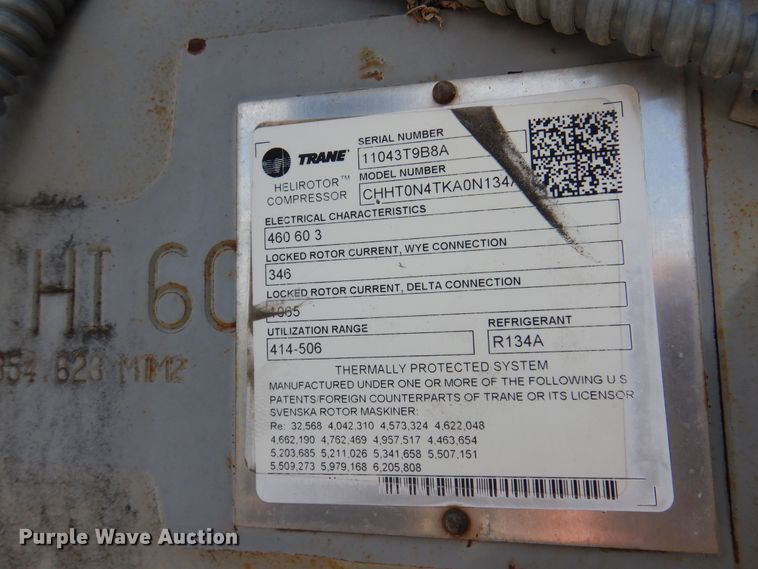 TRANE
HELIROTOR™
COMPRESSOR
SERIAL NUMBER
11043T9B8A
MODEL NUMBER
CHHT0N4TKA0N134A
ELECTRICAL CHARACTERISTICS
460 60 3
LOCKED ROTOR CURRENT, WYE CONNECTION
346
LOCKED ROTOR CURRENT, DELTA CONNECTION
1065
UTILIZATION RANGE
414-506
REFRIGERANT
R134A
THERMALLY PROTECTED SYSTEM
MANUFACTURED UNDER ONE OR MORE OF THE FOLLOWING U S
PATENTS/FOREIGN COUNTERPARTS OF TRANE OR ITS LICENSOR
SVENSKA ROTOR MASKINER:
Re: 32,568 4,042,310 4,573,324 4,622,048
4,662,190 4,762,469 4,957,517 4,463,654
5,203,685 5,211,026 5,341,658 5,507,151
5,509,273 5,979,168 6,205,808
HI 60
354.623 M1M2
Purple Wave Auction